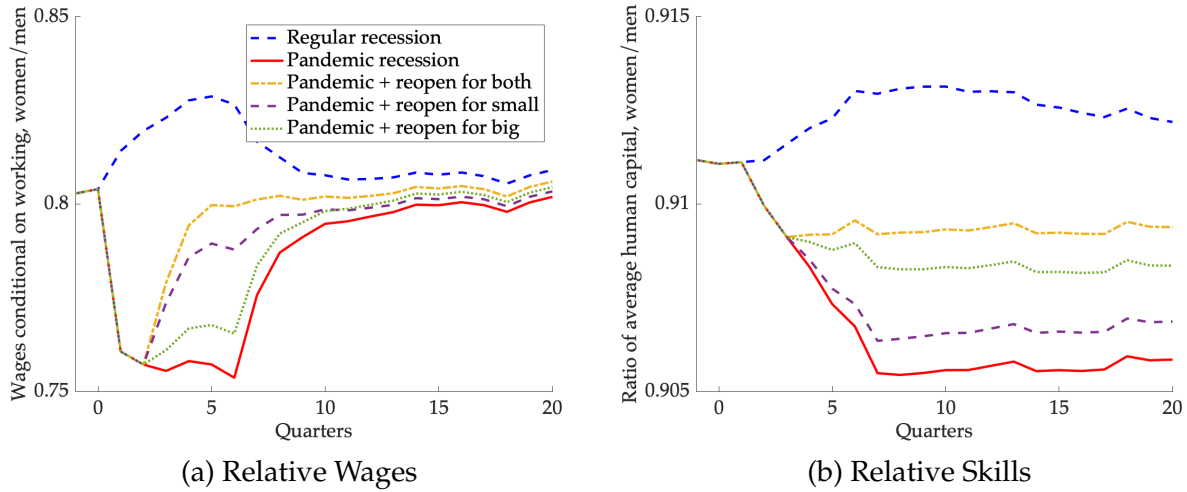 Wages conditional on working, women/men
0.85
0.8
0.75
0
5
10
15
20
Quarters
Regular recession
Pandemic recession
Pandemic + reopen for both
Pandemic + reopen for small
Pandemic + reopen for big
(a) Relative Wages
Ratio of average human capital, women/men
0.915
0.91
0.905
0
5
10
15
20
Quarters
(b) Relative Skills